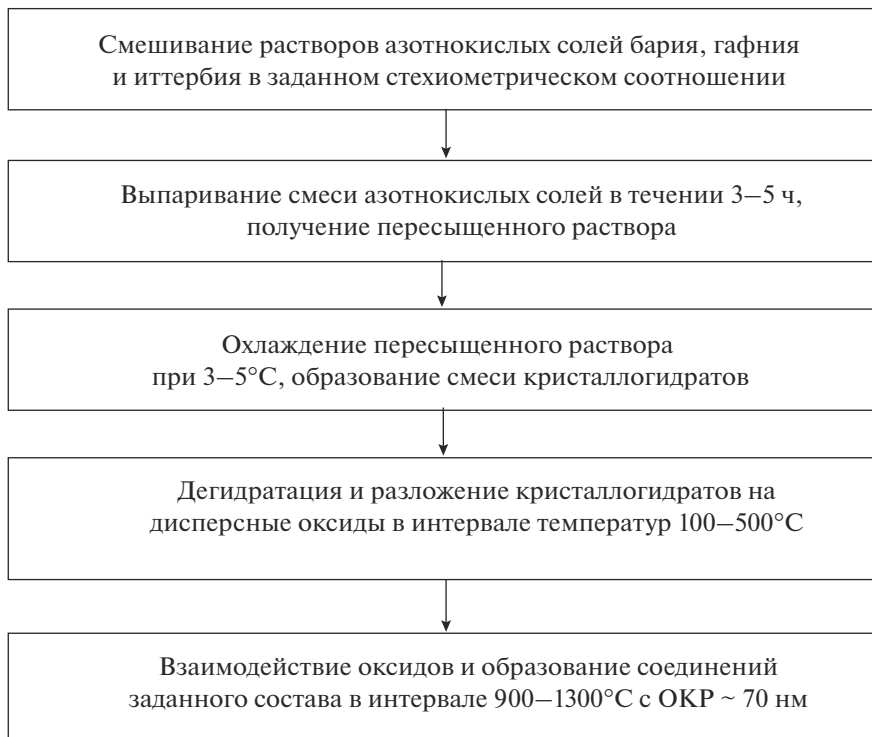 Смешивание растворов азотнокислых солей бария, гафния
и иттербия в заданном стехиометрическом соотношении
Выпаривание смеси азотнокислых солей в течении 3–5 ч,
получение пересыщенного раствора
Охлаждение пересыщенного раствора
при 3–5°C, образование смеси кристаллогидратов
Дегидратация и разложение кристаллогидратов на
дисперсные оксиды в интервале температур 100–500°C
Взаимодействие оксидов и образование соединений
заданного состава в интервале 900–1300°C с ОКР ~ 70 нм